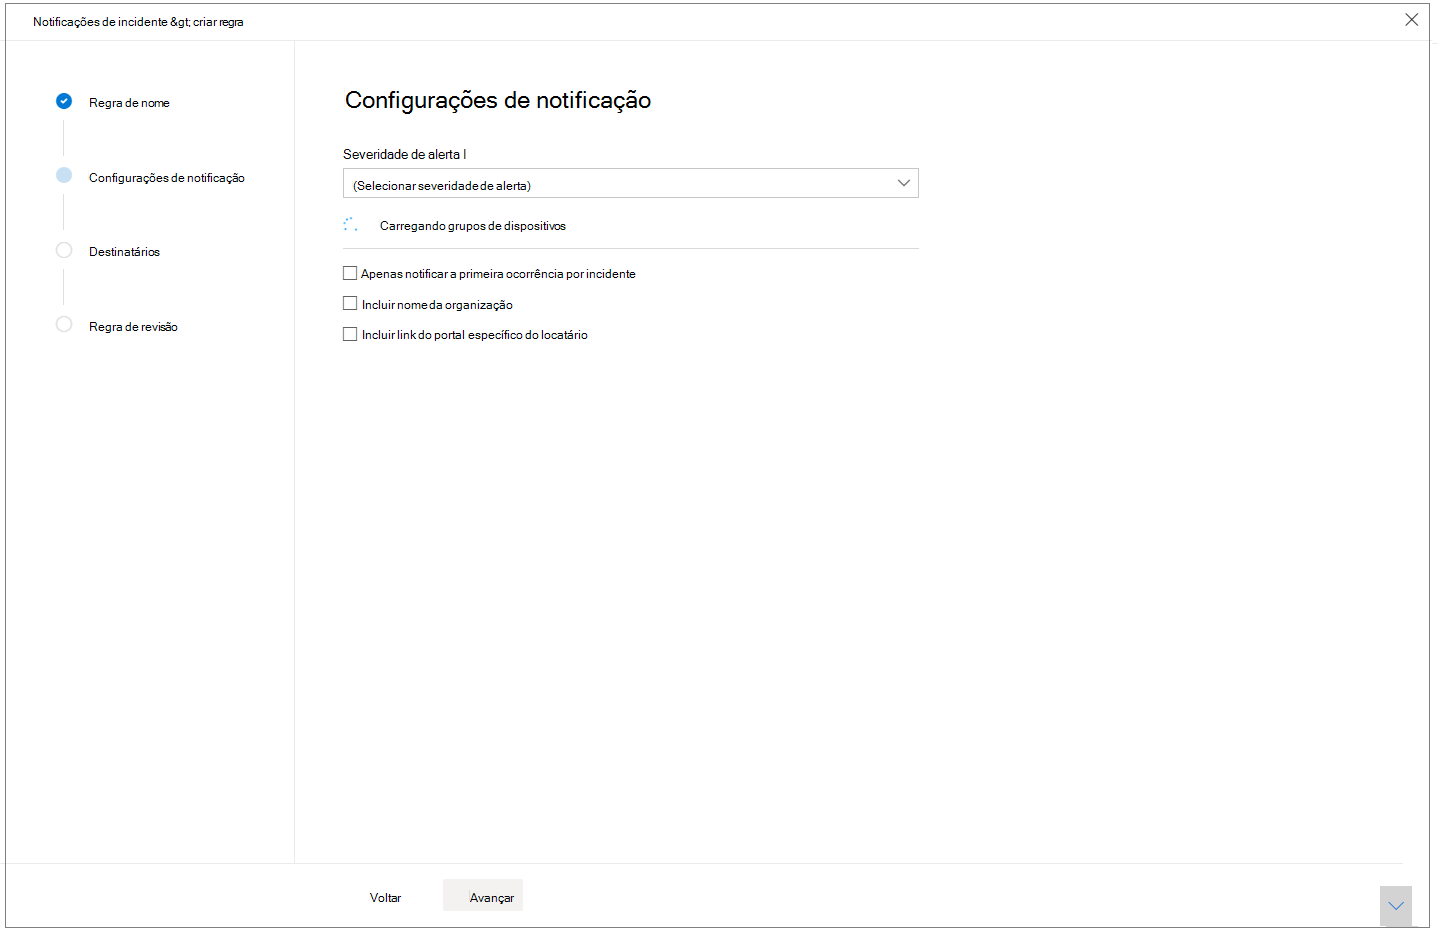 Notificações de incidente &gt; criar regra
Regra de nome
Configurações de notificação
Destinatários
Regra de revisão
Configurações de notificação
Severidade de alerta I
(Selecionar severidade de alerta)
Carregando grupos de dispositivos
Apenas notificar a primeira ocorrência por incidente
Incluir nome da organização
Incluir link do portal específico do locatário
Voltar
Avançar